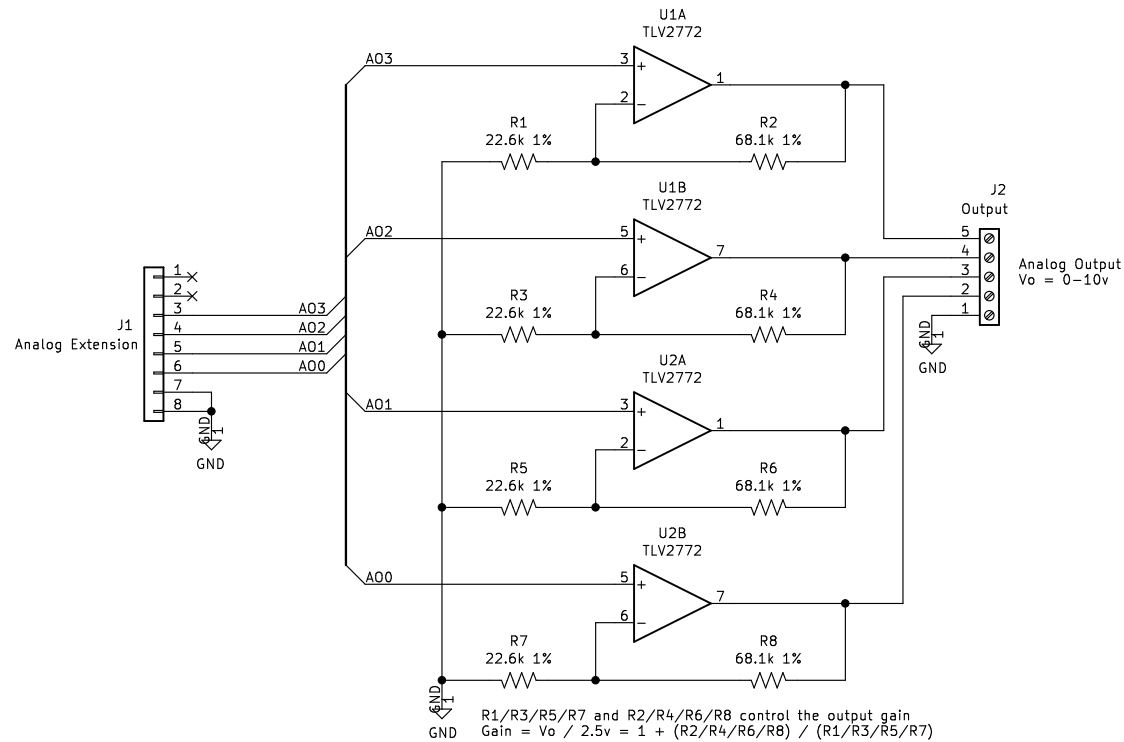 U1A
TLV2772
AO3
3
+
1
2
−
R1
22.6k 1%
R2
68.1k 1%
U1B
TLV2772
AO2
5
+
7
6
−
R3
22.6k 1%
R4
68.1k 1%
J2
Output
5
4
3
2
1
Analog Output
Vo = 0-10v
GND
1
GND
J1
Analog Extension
1
2
3
4
5
6
7
8
AO3
AO2
AO1
AO0
GND
1
GND
U2A
TLV2772
AO1
3
+
1
2
−
R5
22.6k 1%
R6
68.1k 1%
U2B
TLV2772
AO0
5
+
7
6
−
R7
22.6k 1%
R8
68.1k 1%
GND
1
GND
R1/R3/R5/R7 and R2/R4/R6/R8 control the output gain
Gain = Vo / 2.5v = 1 + (R2/R4/R6/R8) / (R1/R3/R5/R7)